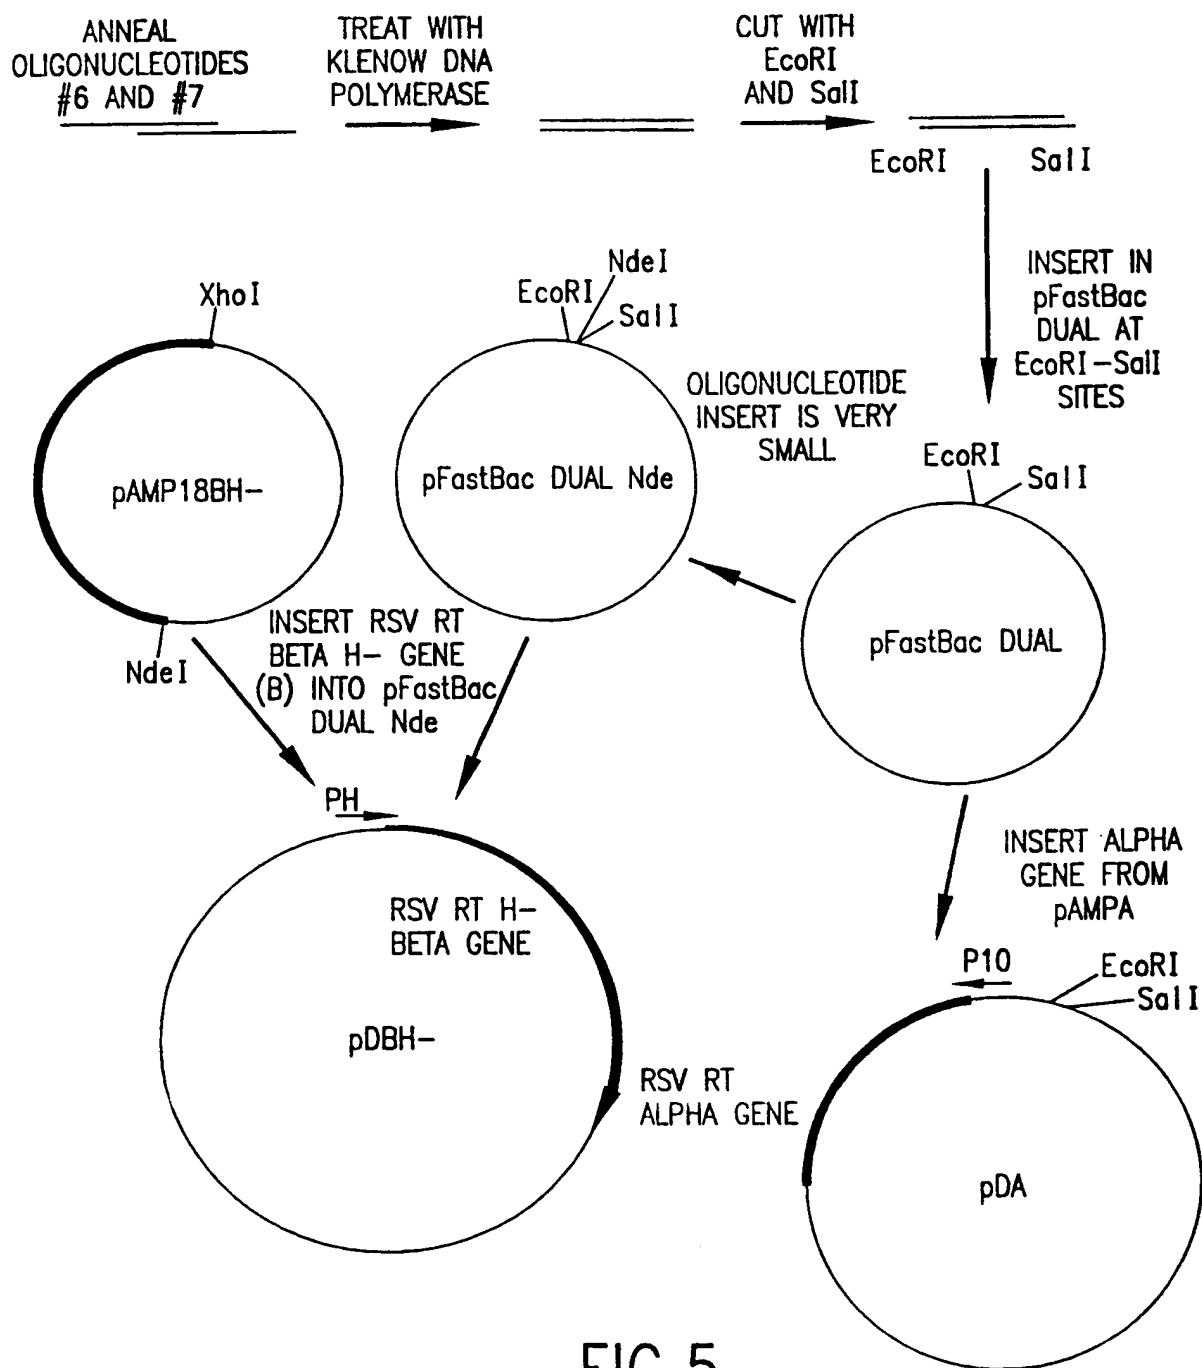 ANNEAL
OLIGONUCLEOTIDES
#6 AND #7
TREAT WITH
KLENOW DNA
POLYMERASE
CUT WITH
EcoRI
AND SalI
EcoRI
SalI
INSERT IN
pFastBac
DUAL AT
EcoRI-SalI
SITES
XhoI
pAMP18BH-
NdeI
EcoRI
NdeI
SalI
pFastBac DUAL Nde
OLIGONUCLEOTIDE
INSERT IS VERY
SMALL
EcoRI
SalI
pFastBac DUAL
INSERT RSV RT
BETA H- GENE
(B) INTO pFastBac
DUAL Nde
PH
RSV RT H-
BETA GENE
pDBH-
INSERT ALPHA
GENE FROM
pAMPA
P10
EcoRI
SalI
RSV RT
ALPHA GENE
pDA
FIG.5